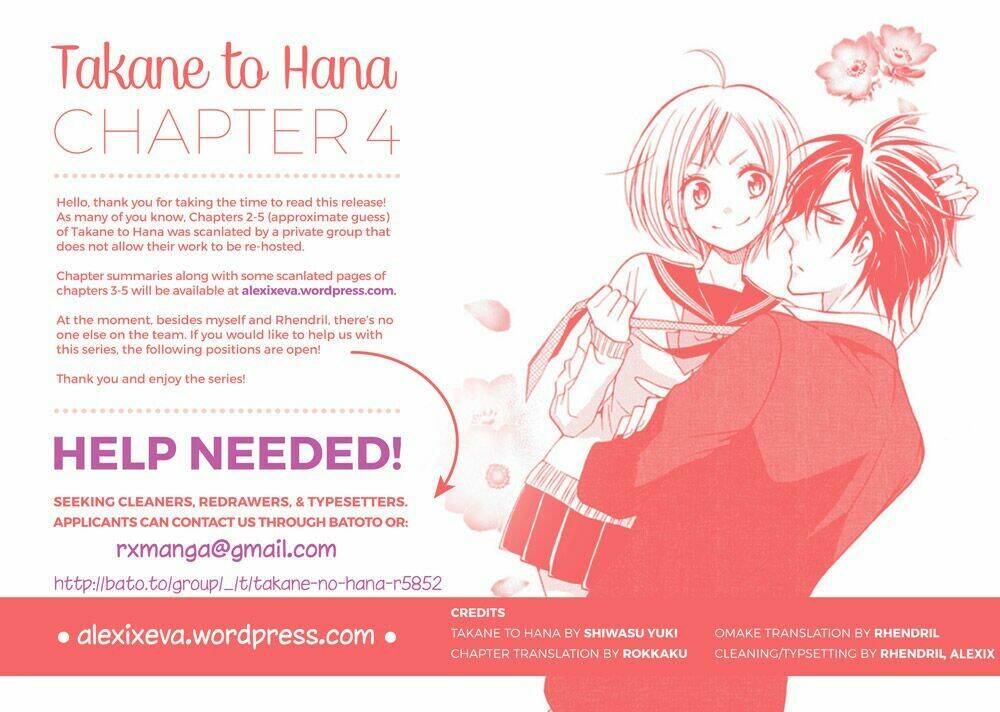 Takane to Hana
CHAPTER 4
Hello, thank you for taking the time to read this release!
As many of you know, Chapters 2-5 (approximate guess)
of Takane to Hana was scanlated by a private group that
does not allow their work to be re-hosted.
Chapter summaries along with some scanlated pages of
chapters 3-5 will be available at alexixeva.wordpress.com.
At the moment, besides myself and Rhendril, there's no
one else on the team. If you would like to help us with
this series, the following positions are open!
Thank you and enjoy the series!
HELP NEEDED!
SEEKING CLEANERS, REDRAWERS, & TYPESETTERS.
APPLICANTS CAN CONTACT US THROUGH BATOTO OR:
rxmanga@gmail.com
http://bato.to/group/_/t/takane-no-hana-r5852
• alexixeva.wordpress.com •
CREDITS
TAKANE TO HANA BY SHIWASU YUKI
CHAPTER TRANSLATION BY ROKKAKU
OMAKE TRANSLATION BY RHENDRIL
CLEANING/TYPSETTING BY RHENDRIL, ALEXIX